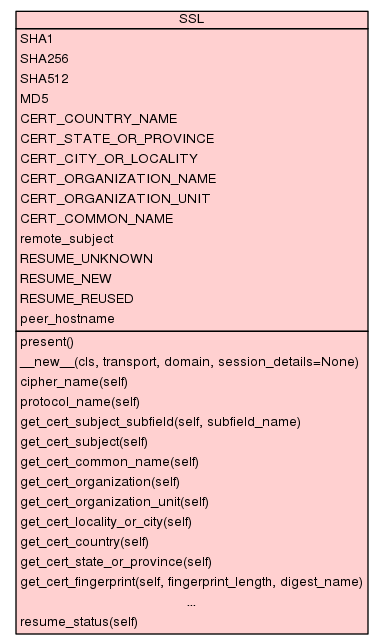 SSL
SHA1
SHA256
SHA512
MD5
CERT_COUNTRY_NAME
CERT_STATE_OR_PROVINCE
CERT_CITY_OR_LOCALITY
CERT_ORGANIZATION_NAME
CERT_ORGANIZATION_UNIT
CERT_COMMON_NAME
remote_subject
RESUME_UNKNOWN
RESUME_NEW
RESUME_REUSED
peer_hostname
present()
__new__(cls, transport, domain, session_details=None)
cipher_name(self)
protocol_name(self)
get_cert_subject_subfield(self, subfield_name)
get_cert_subject(self)
get_cert_common_name(self)
get_cert_organization(self)
get_cert_organization_unit(self)
get_cert_locality_or_city(self)
get_cert_country(self)
get_cert_state_or_province(self)
get_cert_fingerprint(self, fingerprint_length, digest_name)
...
resume_status(self)